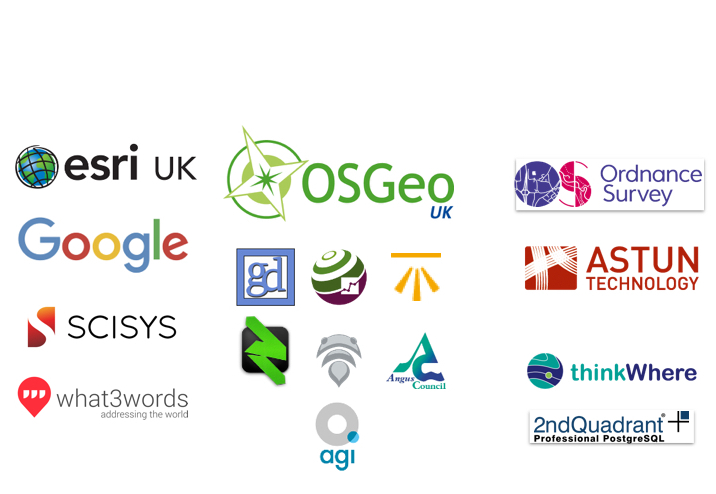 esri UK
Google
SCISYS
what3words
addressing the world
OSGeo
UK
gd
Angus
Council
agi
OS
Ordnance
Survey
ASTUN
TECHNOLOGY
thinkWhere
2ndQuadrant
Professional PostgreSQL